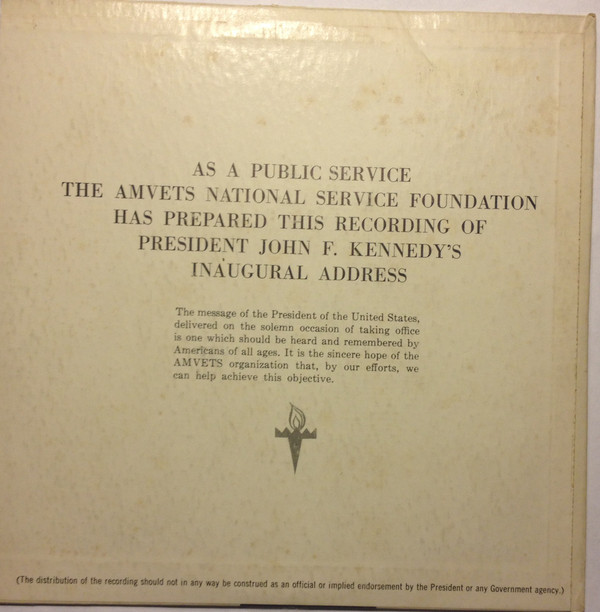 AS A PUBLIC SERVICE
THE AMVETS NATIONAL SERVICE FOUNDATION
HAS PREPARED THIS RECORDING OF
PRESIDENT JOHN F. KENNEDY'S
INAUGURAL ADDRESS
The message of the President of the United States,
delivered on the solemn occasion of taking office
is one which should be heard and remembered by
Americans of all ages. It is the sincere hope of the
AMVETS organization that, by our efforts, we
can help achieve this objective.
(The distribution of the recording should not in any way be construed as an official or implied endorsement by the President or any Government agency.)